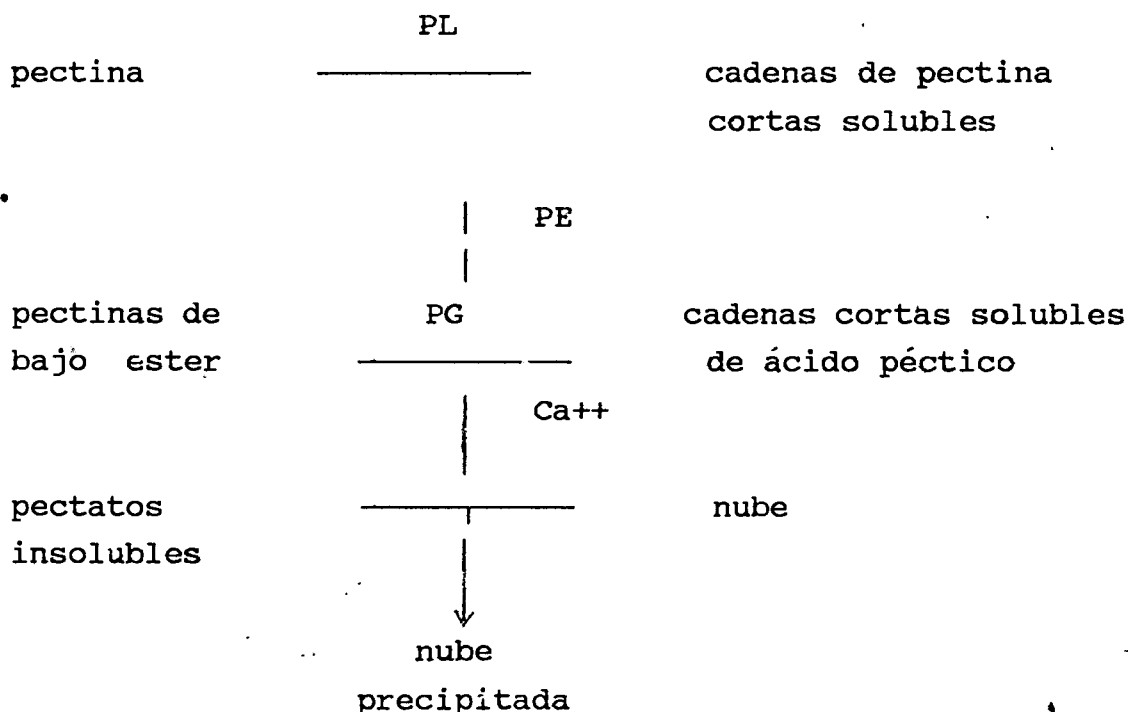 PL
pectina cadenas de pectina
cortas solubles
PE
pectinas de PG cadenas cortas solubles
bajo ester de ácido péctico
Ca++
pectatos nube
insolubles
nube
precipitada